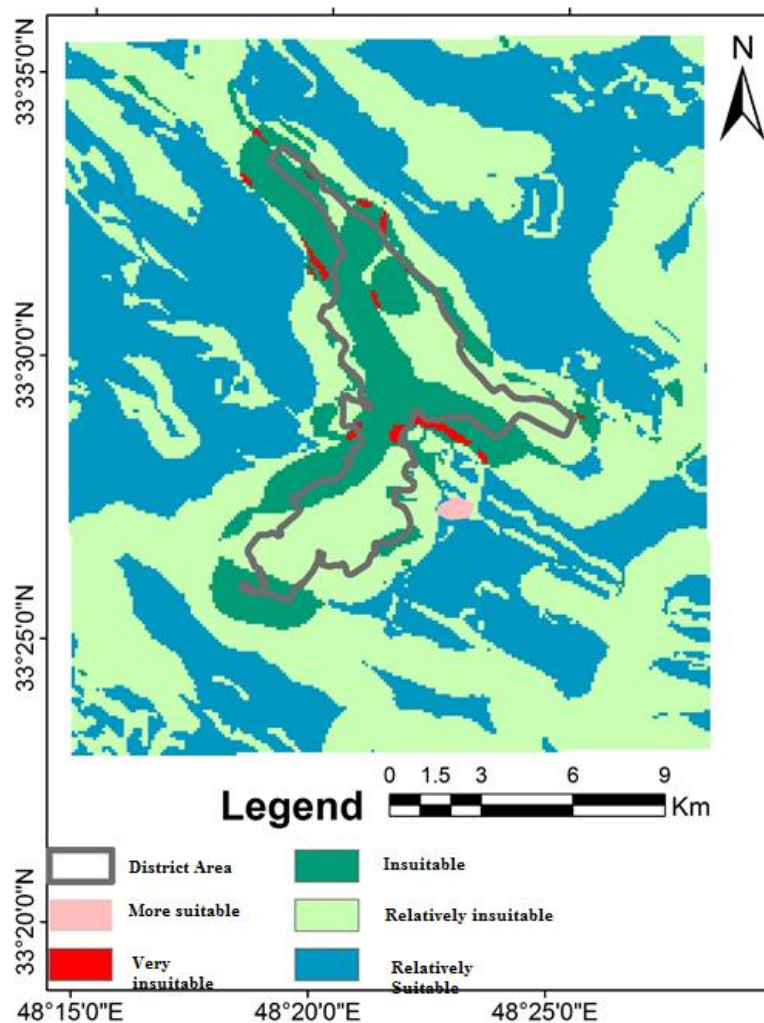 N
33°35'0"N
33°30'0"N
33°25'0"N
33°20'0"N
0 1.5 3 6 9
Km
Legend
District Area
Insuitable
More suitable
Relatively insuitable
Very
insuitable
Relatively
Suitable
48°15'0"E 48°20'0"E 48°25'0"E